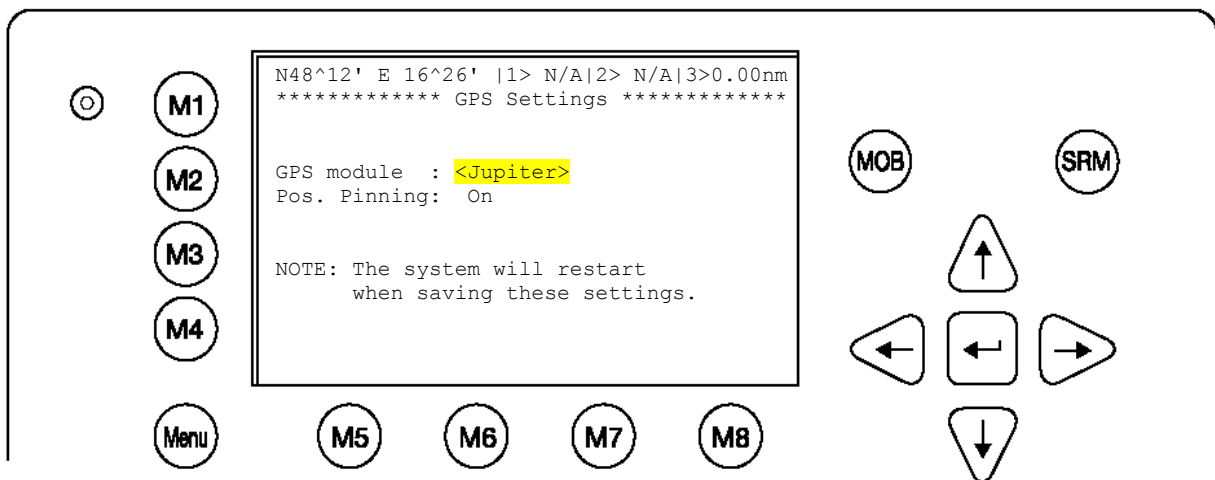 N48^12' E 16^26' |1> N/A|2> N/A|3>0.00nm
************* GPS Settings *************
GPS module  : <Jupiter>
Pos. Pinning:  On
NOTE: The system will restart
when saving these settings.
M1
M2
M3
M4
Menu
M5
M6
M7
M8
MOB
SRM